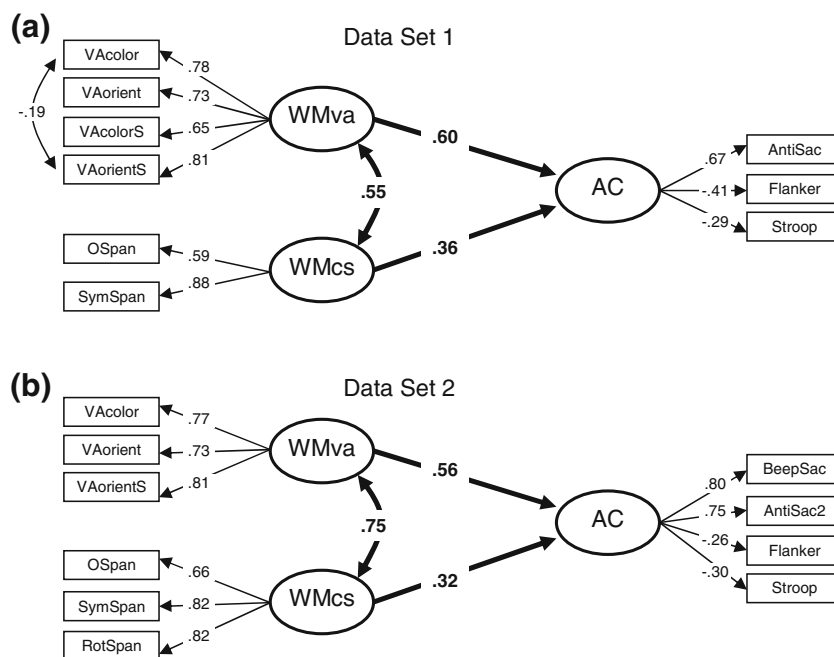 (a)
Data Set 1
VAcolor
VAorient
VAcolorS
VAorientS
-.19
.78
.73
.65
.81
WMva
.60
.55
OSpan
SymSpan
.59
.88
WMcs
.36
AC
.67
-.41
-.29
AntiSac
Flanker
Stroop
(b)
Data Set 2
VAcolor
VAorient
VAorientS
.77
.73
.81
WMva
.56
.75
OSpan
SymSpan
RotSpan
.66
.82
.82
WMcs
.32
AC
.80
.75
-.26
-.30
BeepSac
AntiSac2
Flanker
Stroop